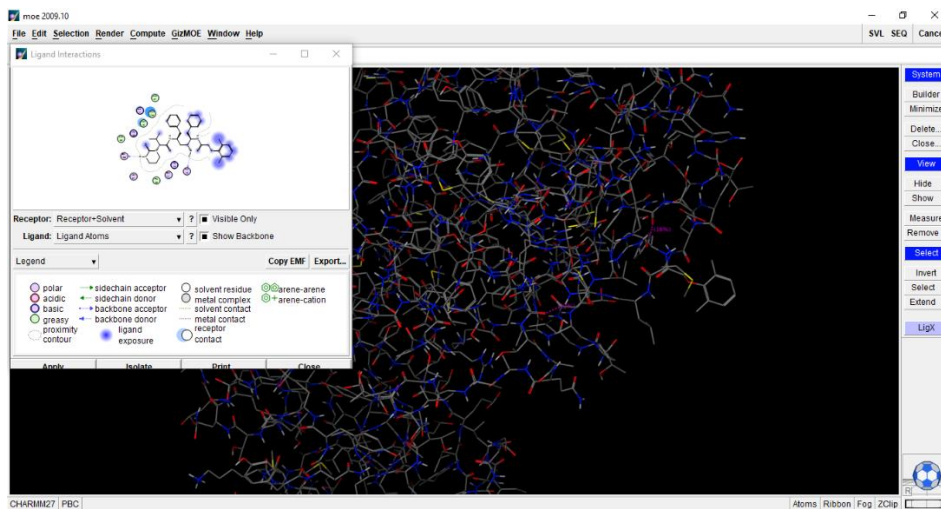 moe 2009.10
File Edit Selection Render Compute GizMOE Window Help
SVL SEQ Cance
Ligand Interactions
Receptor: Receptor+Solvent ? Visible Only
Ligand: Ligand Atoms ? Show Backbone
Legend Copy EMF Export...
polar sidechain acceptor solvent residue arene-arene
acidic sidechain donor metal complex arene-cation
basic backbone acceptor solvent contact
greasy backbone donor metal contact
proximity contour ligand exposure receptor contact
Apply Isolate Print Close
System
Builder
Minimize
Delete...
Close...
View
Hide
Show
Measure
Remove
Select
Invert
Select
Extend
LigX
CHARMM27 PBC Atoms Ribbon Fog ZClip